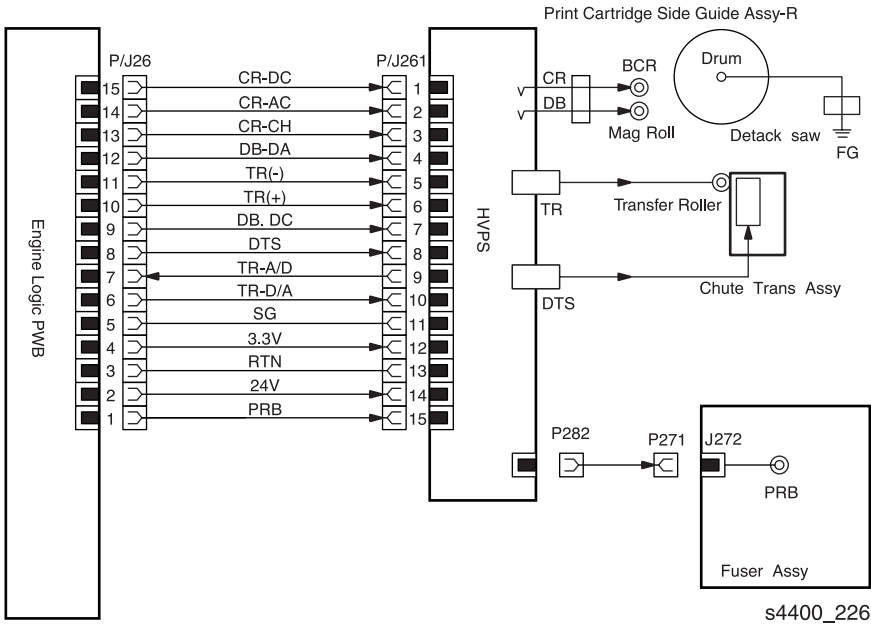 Print Cartridge Side Guide Assy-R
P/J26
P/J261
Engine Logic PWB
HVPS
15 CR-DC 1
14 CR-AC 2
13 CR-CH 3
12 DB-DA 4
11 TR(-) 5
10 TR(+) 6
9 DB. DC 7
8 DTS 8
7 TR-A/D 9
6 TR-D/A 10
5 SG 11
4 3.3V 12
3 RTN 13
2 24V 14
1 PRB 15
CR
DB
BCR
Mag Roll
Drum
Detack saw
FG
TR
Transfer Roller
DTS
Chute Trans Assy
P282
P271
J272
PRB
Fuser Assy
s4400_226